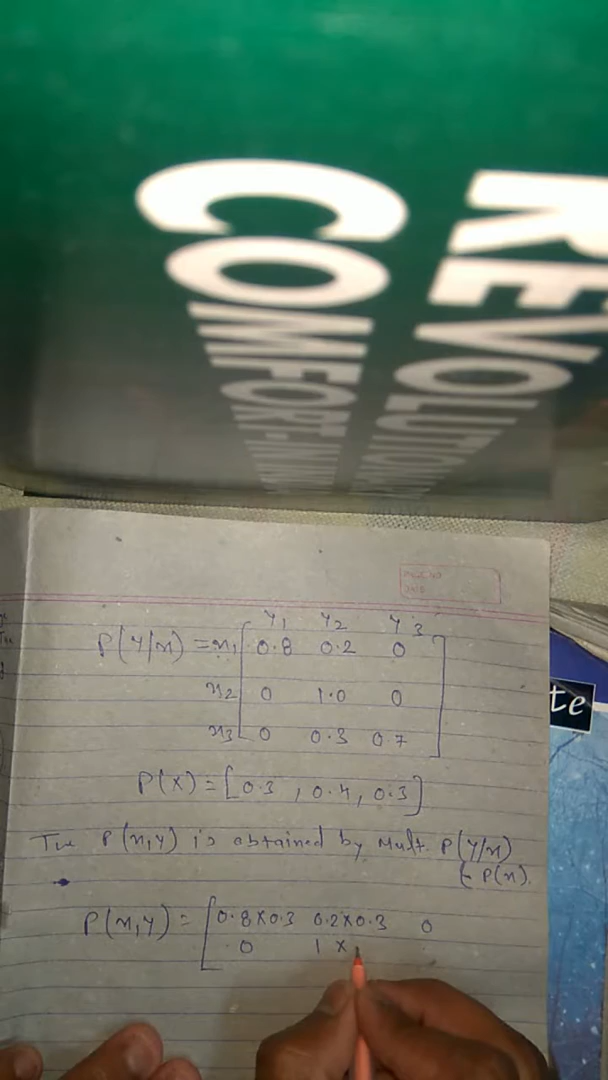 REVOLUTION
COMFORT
te
y1 y2 y3
P(y/x) = x1 [0.8 0.2 0
x2 0 1.0 0
x3 0 0.3 0.7]
P(x) = [0.3 , 0.4, 0.3]
The P(x,y) is obtained by Mult. P(y/x)
& P(x).
P(x,y) = [0.8×0.3 0.2×0.3 0
0 1 ×